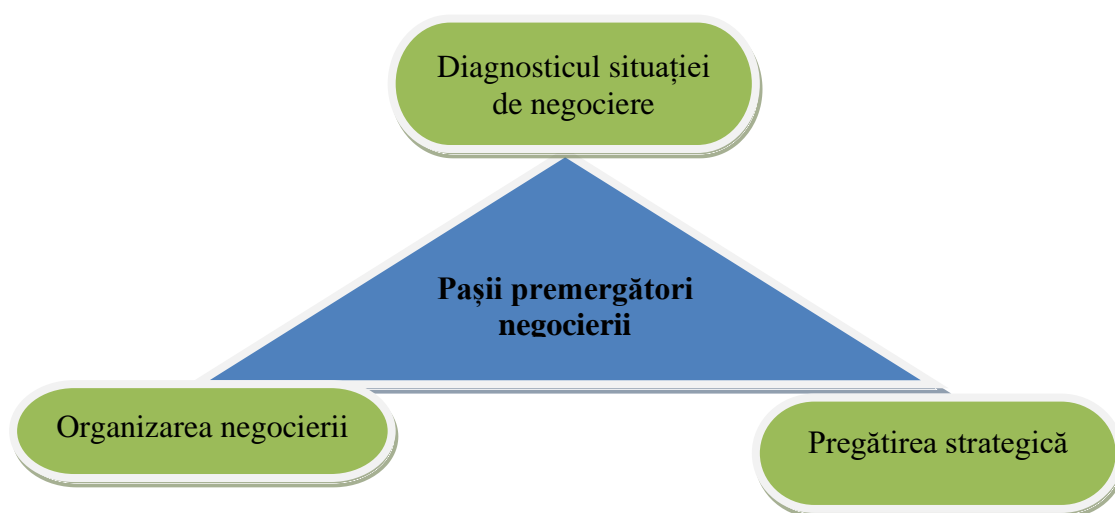 Diagnosticul situației
de negociere
Pașii premergători
negocierii
Organizarea negocierii
Pregătirea strategică